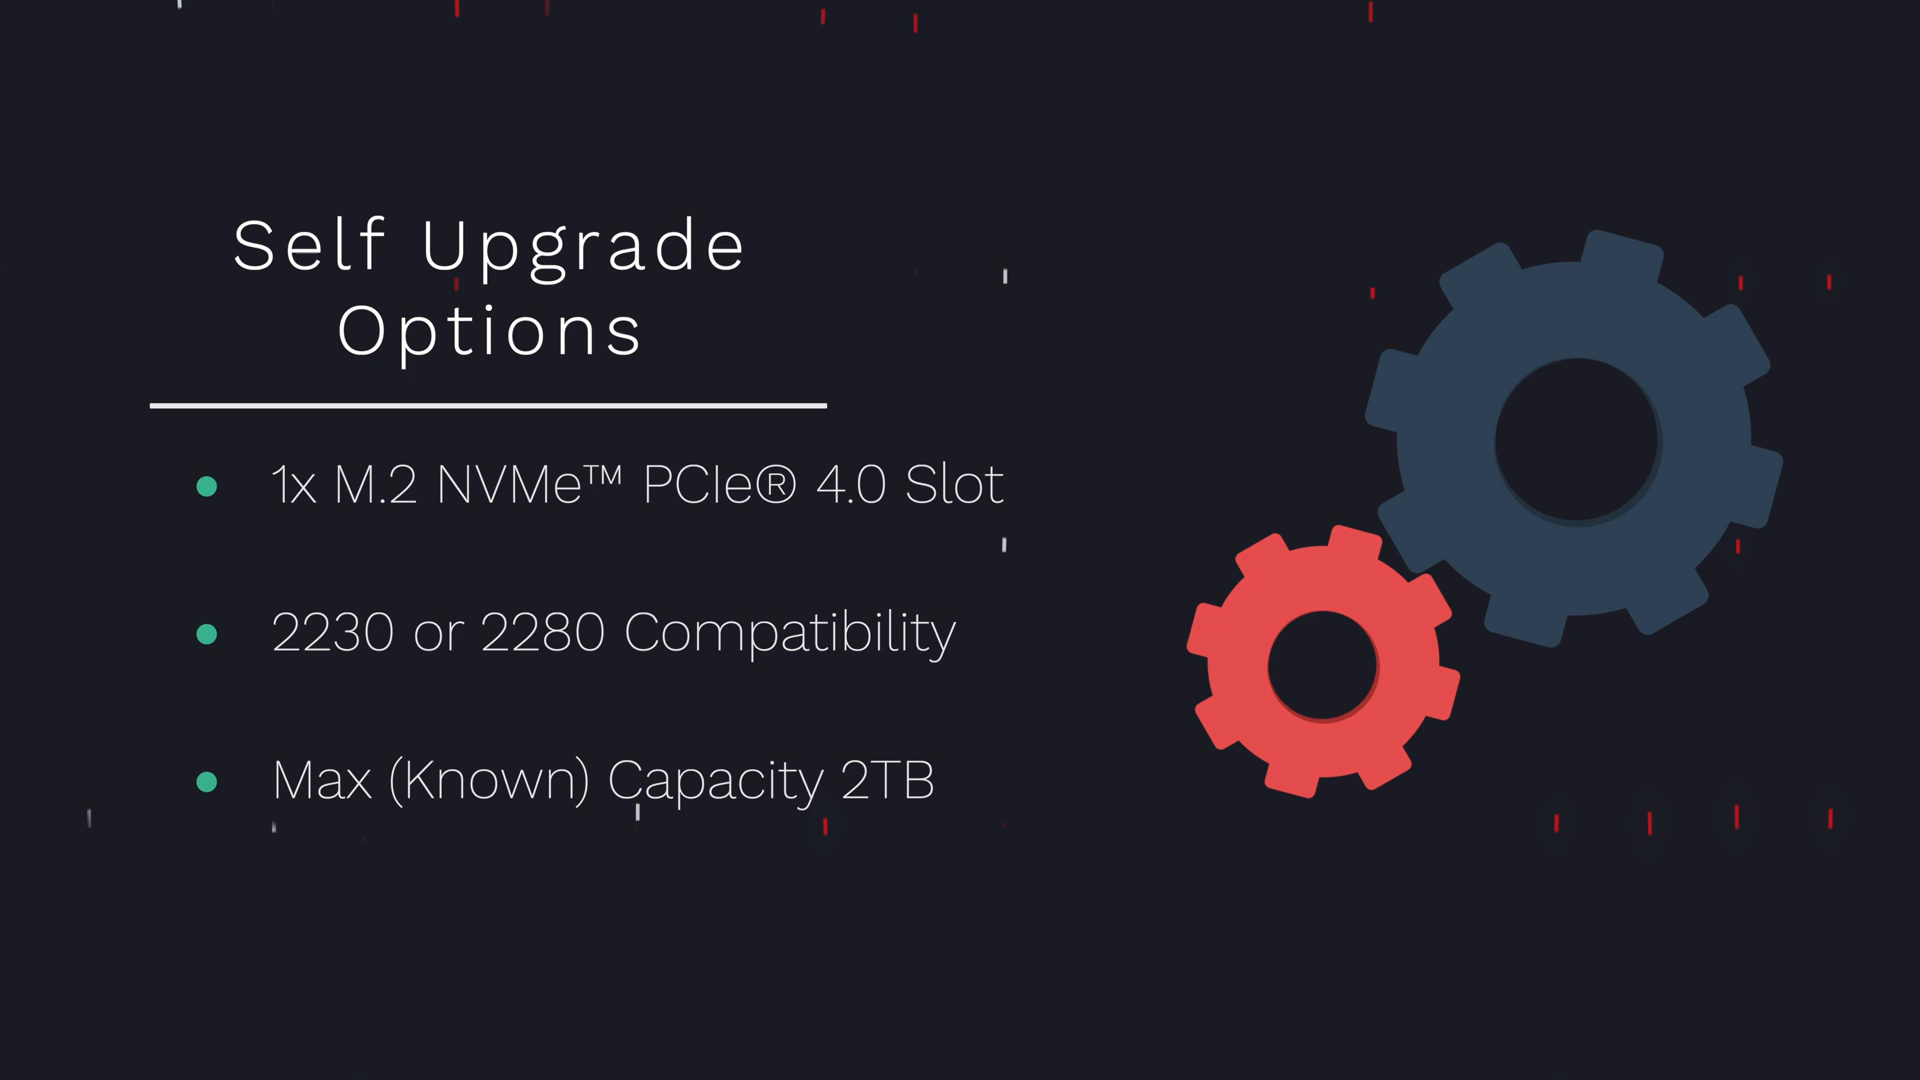 Self Upgrade
Options
1x M.2 NVMe™ PCIe® 4.0 Slot
2230 or 2280 Compatibility
Max (Known) Capacity 2TB